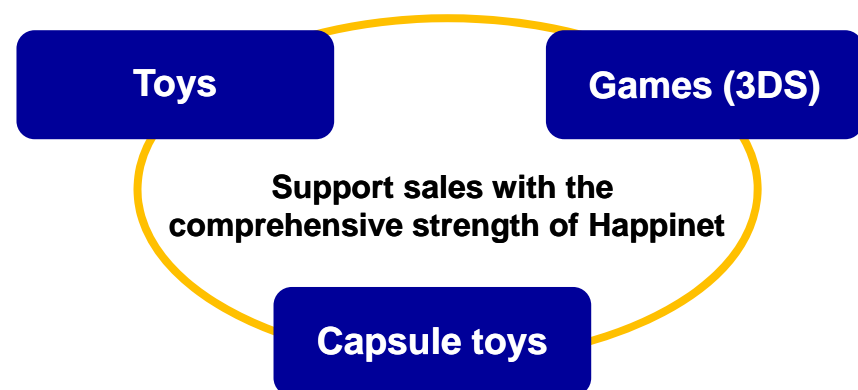 Toys
Games (3DS)
Support sales with the
comprehensive strength of Happinet
Capsule toys